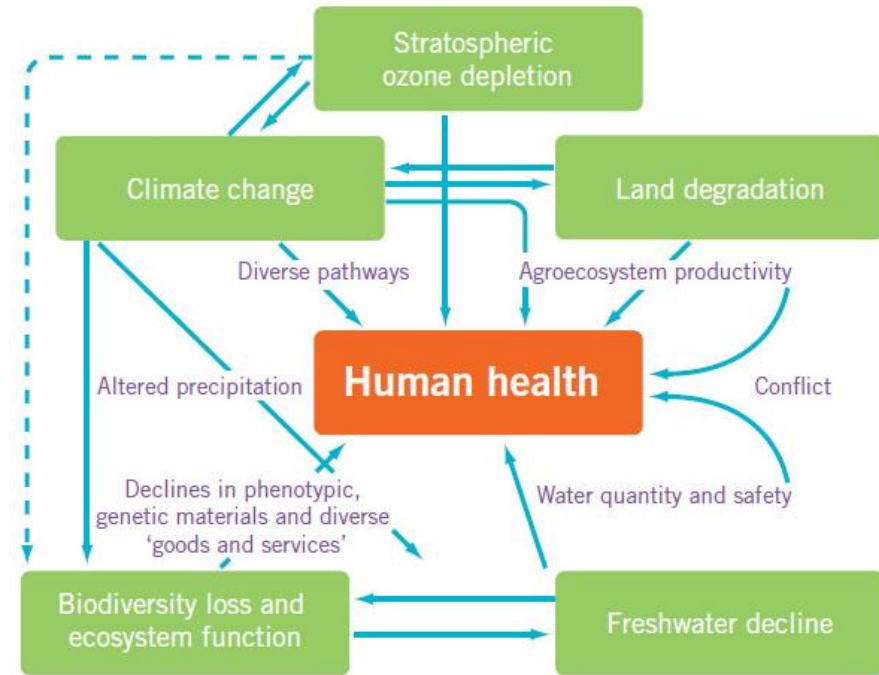 Stratospheric
ozone depletion
Climate change
Land degradation
Diverse pathways
Agroecosystem productivity
Human health
Altered precipitation
Conflict
Declines in phenotypic,
genetic materials and diverse
‘goods and services’
Water quantity and safety
Biodiversity loss and
ecosystem function
Freshwater decline